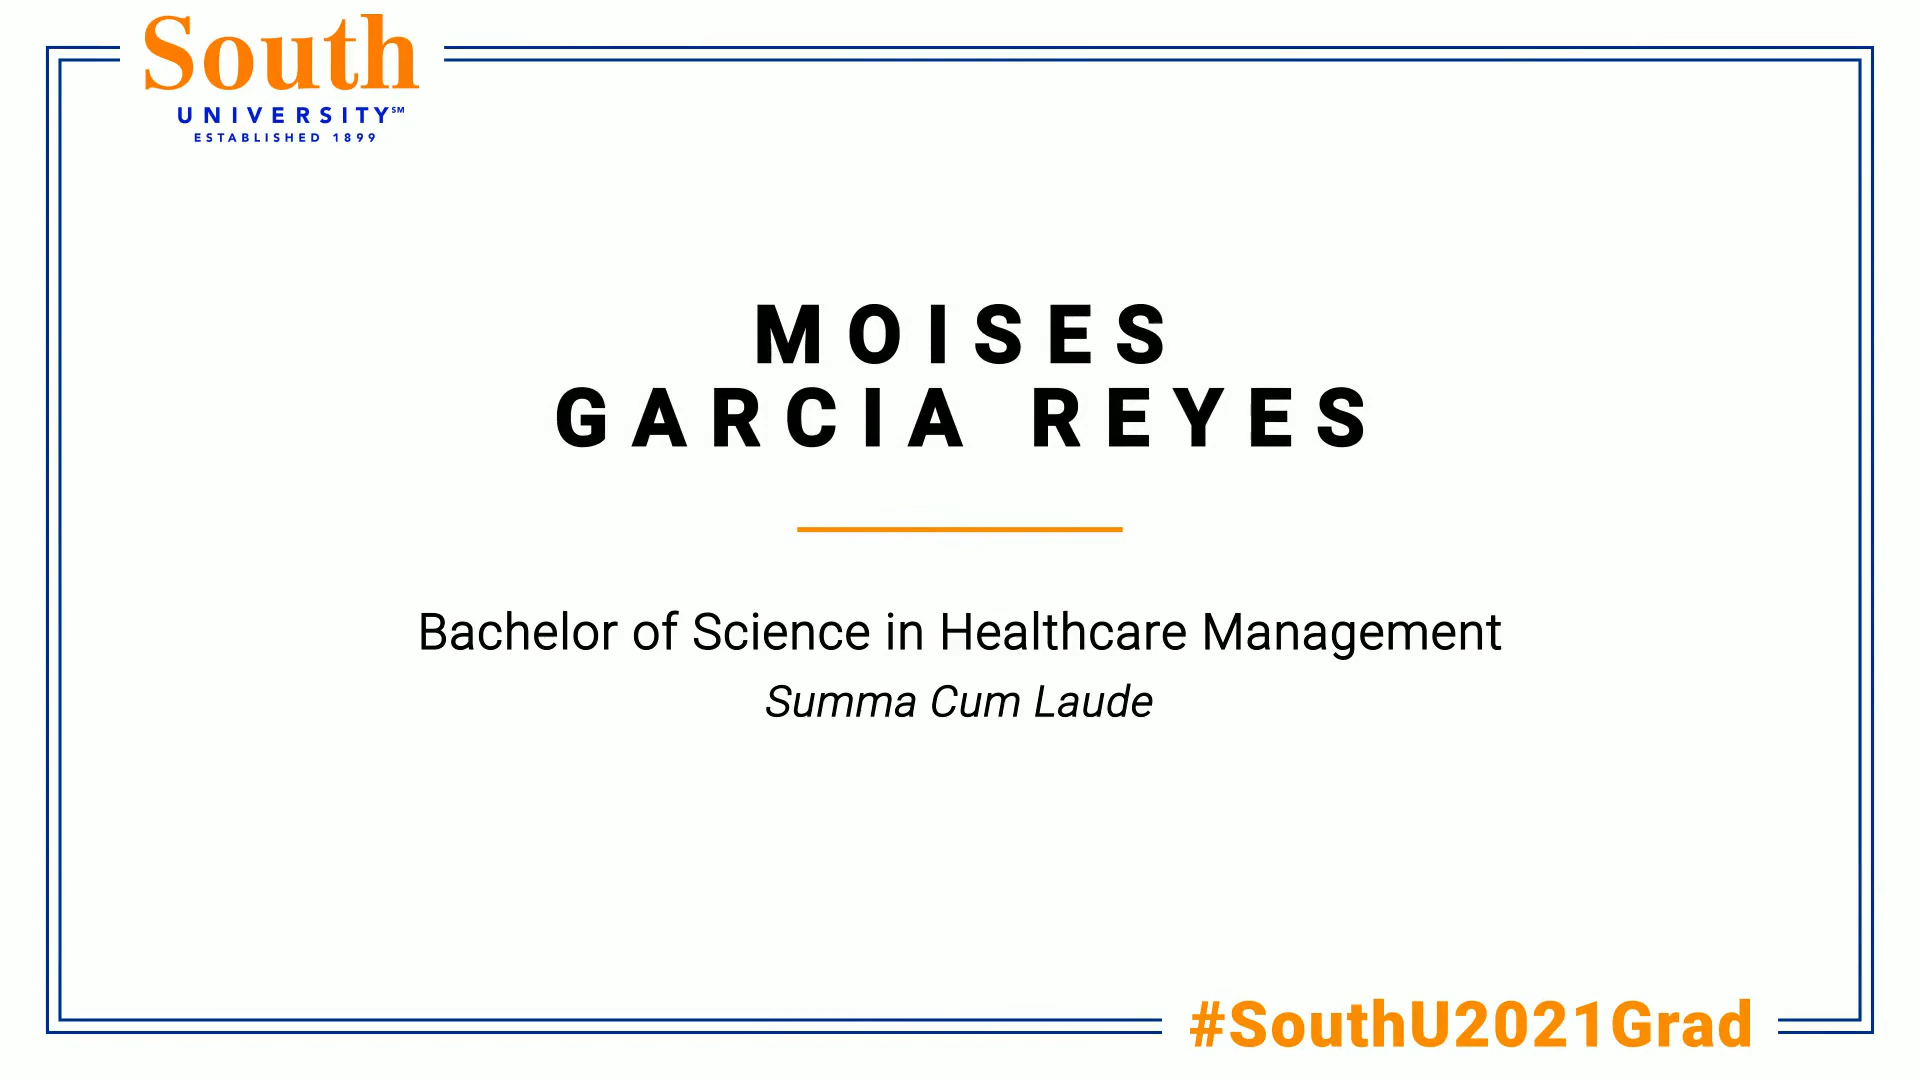 South
UNIVERSITY℠
ESTABLISHED 1899
MOISES
GARCIA REYES
Bachelor of Science in Healthcare Management
Summa Cum Laude
#SouthU2021Grad